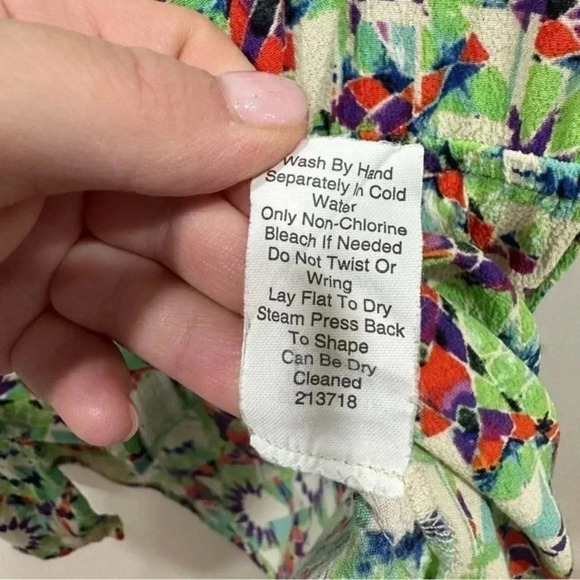 Wash By Hand
Separately In Cold
Water
Only Non-Chlorine
Bleach If Needed
Do Not Twist Or
Wring
Lay Flat To Dry
Steam Press Back
To Shape
Can Be Dry
Cleaned
213718